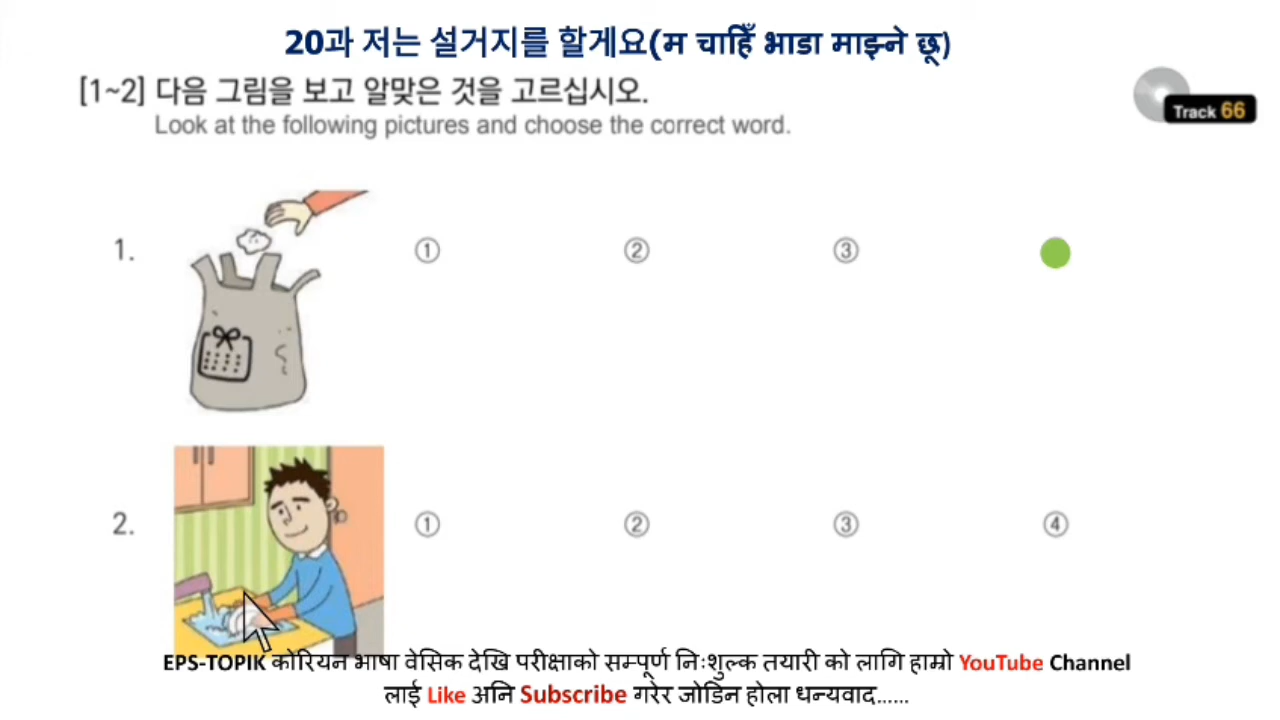 20과 저는 설거지를 할게요(म चाहिँ भाडा माझ्ने छू)
[1~2] 다음 그림을 보고 알맞은 것을 고르십시오.
Look at the following pictures and choose the correct word.
Track 66
1. ① ② ③
2. ① ② ③ ④
EPS-TOPIK कोरियन भाषा वेसिक देखि परीक्षाको सम्पूर्ण निःशुल्क तयारी को लागि हाम्रो YouTube Channel
लाई Like अनि Subscribe गरेर जोडिन होला धन्यवाद......